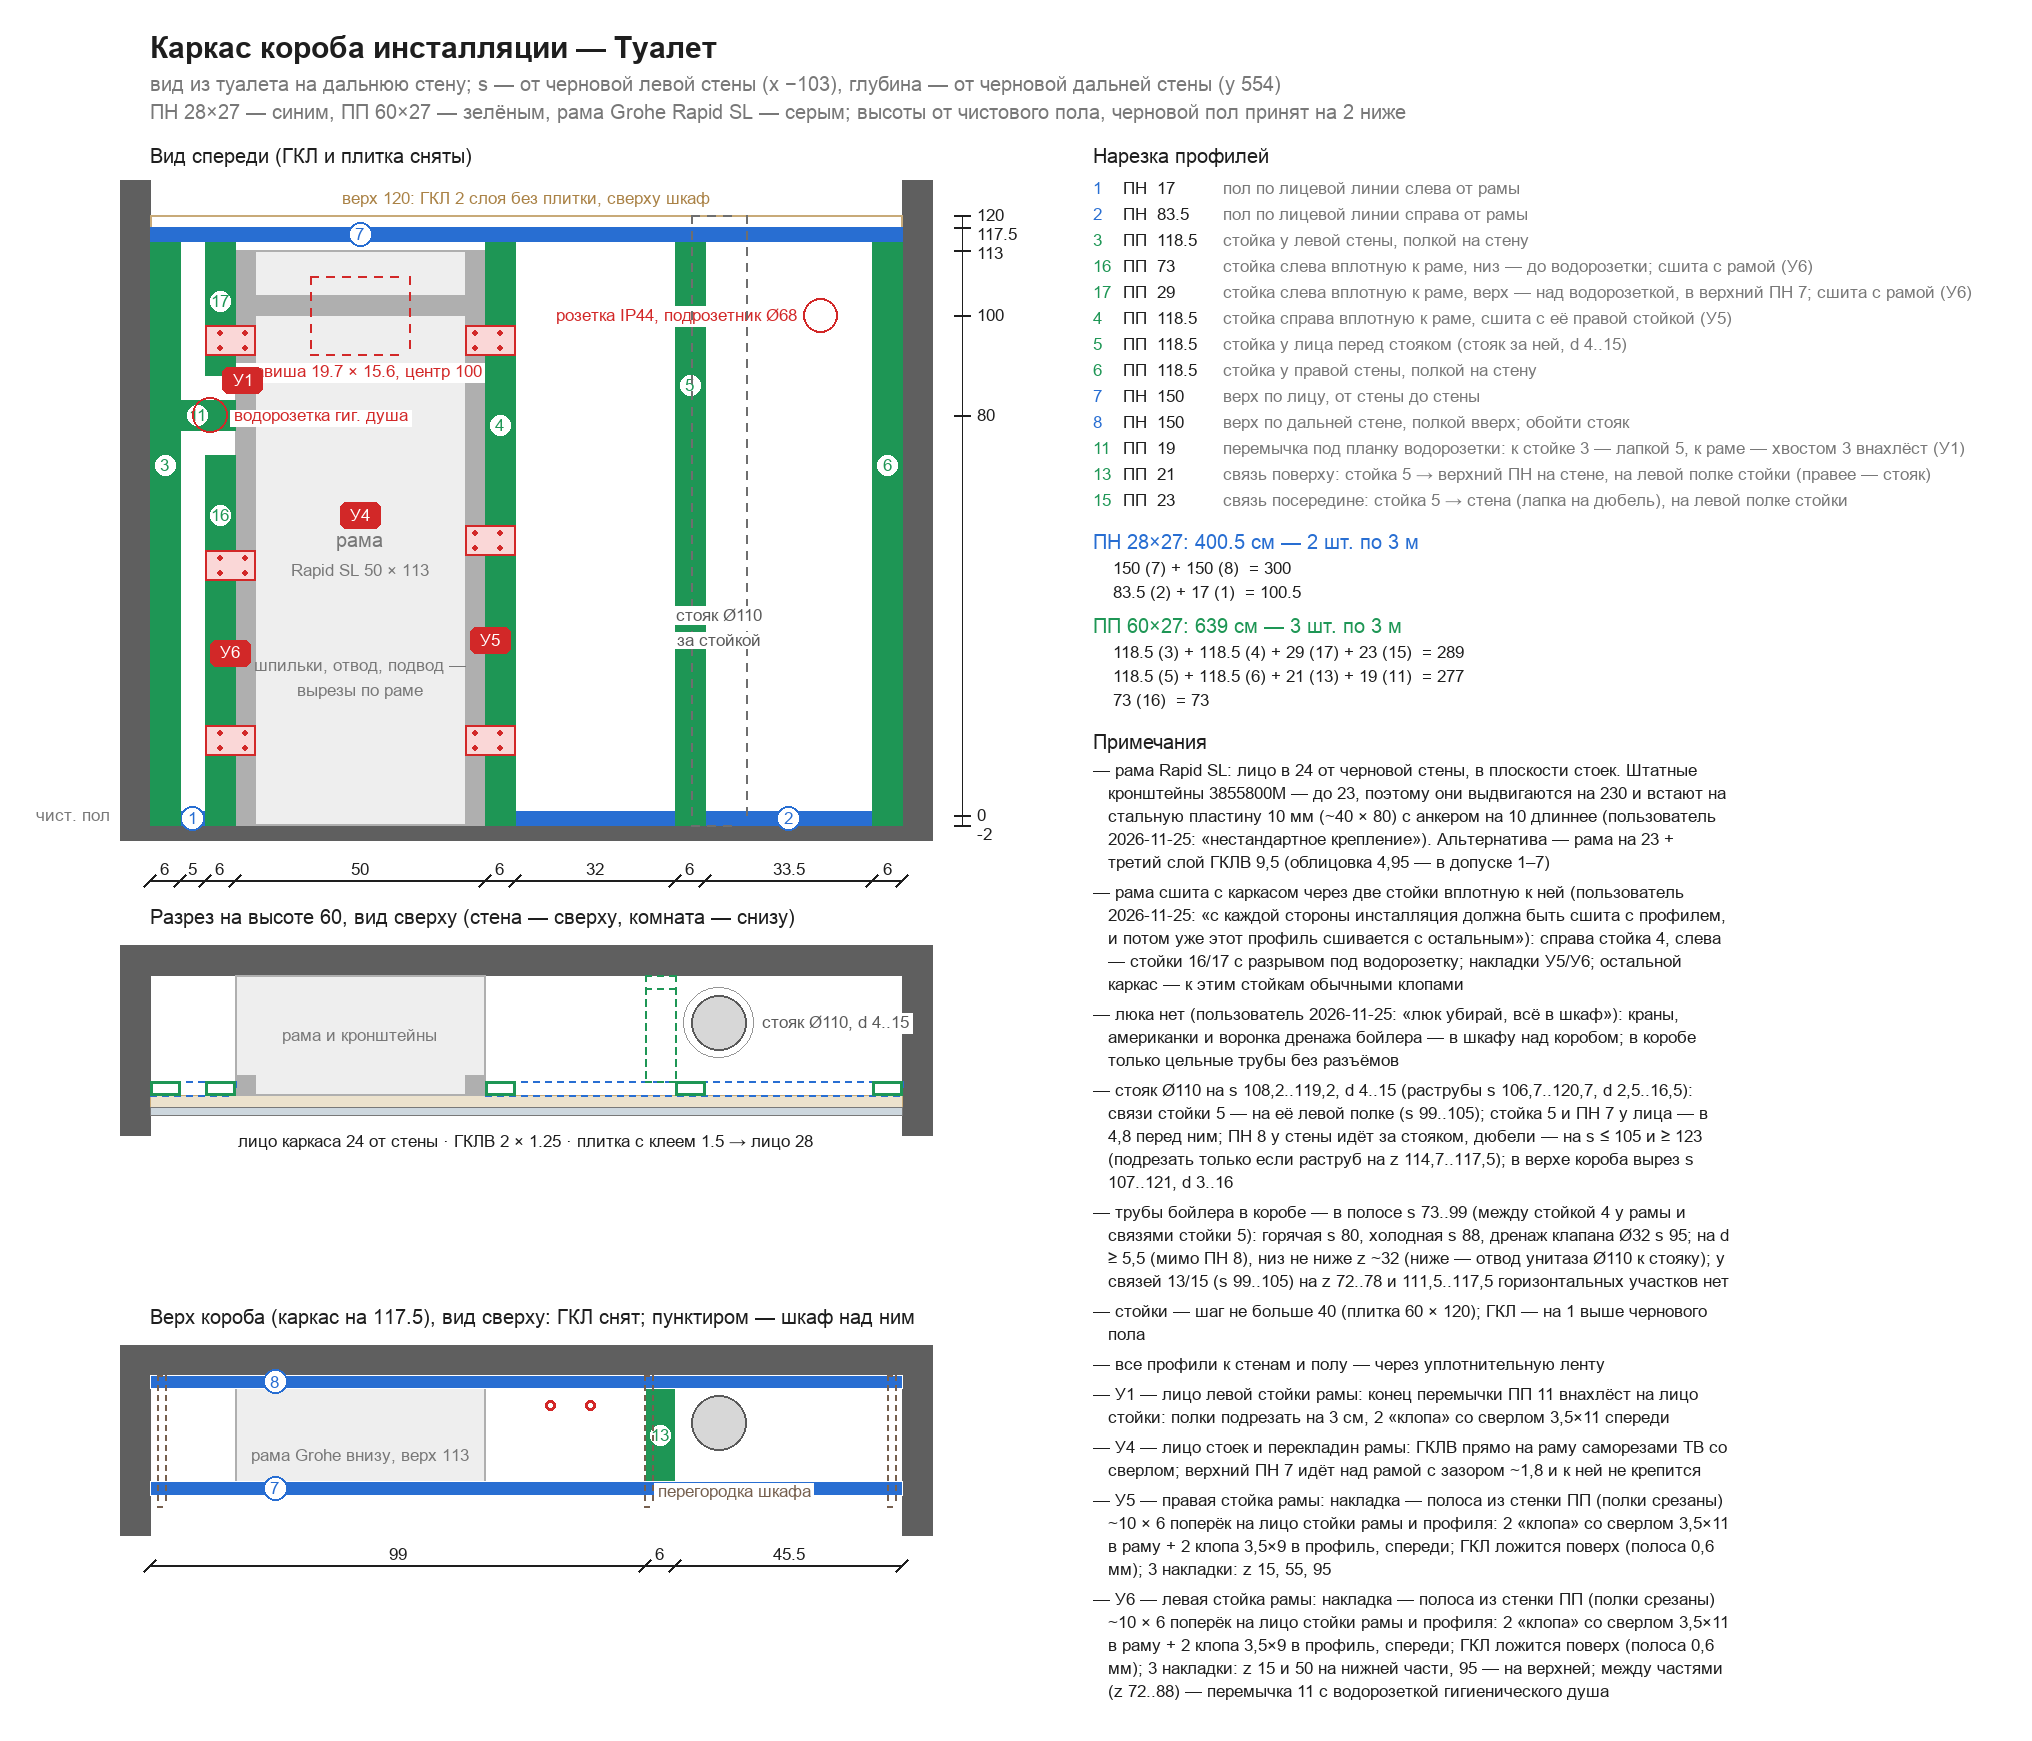 Каркас короба инсталляции — Туалет
вид из туалета на дальнюю стену; s — от черновой левой стены (x −103), глубина — от черновой дальней стены (y 554)
ПН 28×27 — синим, ПП 60×27 — зелёным, рама Grohe Rapid SL — серым; высоты от чистового пола, черновой пол принят на 2 ниже
Вид спереди (ГКЛ и плитка сняты)
верх 120: ГКЛ 2 слоя без плитки, сверху шкаф
7
17
розетка IP44, подрозетник Ø68
У1
виша 19.7 × 15.6, центр 100
5
11
водорозетка гиг. душа
4
3
6
16
У4
рама
Rapid SL 50 × 113
стояк Ø110
за стойкой
У6
У5
шпильки, отвод, подвод —
вырезы по раме
1
2
чист. пол
120
117.5
113
100
80
0
-2
6 5 6 50 6 32 6 33.5 6
Разрез на высоте 60, вид сверху (стена — сверху, комната — снизу)
рама и кронштейны
стояк Ø110, d 4..15
лицо каркаса 24 от стены · ГКЛВ 2 × 1.25 · плитка с клеем 1.5 → лицо 28
Верх короба (каркас на 117.5), вид сверху: ГКЛ снят; пунктиром — шкаф над ним
8
13
рама Grohe внизу, верх 113
7
перегородка шкафа
99 6 45.5
Нарезка профилей
1 ПН 17 пол по лицевой линии слева от рамы
2 ПН 83.5 пол по лицевой линии справа от рамы
3 ПП 118.5 стойка у левой стены, полкой на стену
16 ПП 73 стойка слева вплотную к раме, низ — до водорозетки; сшита с рамой (У6)
17 ПП 29 стойка слева вплотную к раме, верх — над водорозеткой, в верхний ПН 7; сшита с рамой (У6)
4 ПП 118.5 стойка справа вплотную к раме, сшита с её правой стойкой (У5)
5 ПП 118.5 стойка у лица перед стояком (стояк за ней, d 4..15)
6 ПП 118.5 стойка у правой стены, полкой на стену
7 ПН 150 верх по лицу, от стены до стены
8 ПН 150 верх по дальней стене, полкой вверх; обойти стояк
11 ПП 19 перемычка под планку водорозетки: к стойке 3 — лапкой 5, к раме — хвостом 3 внахлёст (У1)
13 ПП 21 связь поверху: стойка 5 → верхний ПН на стене, на левой полке стойки (правее — стояк)
15 ПП 23 связь посередине: стойка 5 → стена (лапка на дюбель), на левой полке стойки
ПН 28×27: 400.5 см — 2 шт. по 3 м
150 (7) + 150 (8) = 300
83.5 (2) + 17 (1) = 100.5
ПП 60×27: 639 см — 3 шт. по 3 м
118.5 (3) + 118.5 (4) + 29 (17) + 23 (15) = 289
118.5 (5) + 118.5 (6) + 21 (13) + 19 (11) = 277
73 (16) = 73
Примечания
— рама Rapid SL: лицо в 24 от черновой стены, в плоскости стоек. Штатные
кронштейны 3855800M — до 23, поэтому они выдвигаются на 230 и встают на
стальную пластину 10 мм (~40 × 80) с анкером на 10 длиннее (пользователь
2026-11-25: «нестандартное крепление»). Альтернатива — рама на 23 +
третий слой ГКЛВ 9,5 (облицовка 4,95 — в допуске 1–7)
— рама сшита с каркасом через две стойки вплотную к ней (пользователь
2026-11-25: «с каждой стороны инсталляция должна быть сшита с профилем,
и потом уже этот профиль сшивается с остальным»): справа стойка 4, слева
— стойки 16/17 с разрывом под водорозетку; накладки У5/У6; остальной
каркас — к этим стойкам обычными клопами
— люка нет (пользователь 2026-11-25: «люк убирай, всё в шкаф»): краны,
американки и воронка дренажа бойлера — в шкафу над коробом; в коробе
только цельные трубы без разъёмов
— стояк Ø110 на s 108,2..119,2, d 4..15 (раструбы s 106,7..120,7, d 2,5..16,5):
связи стойки 5 — на её левой полке (s 99..105); стойка 5 и ПН 7 у лица — в
4,8 перед ним; ПН 8 у стены идёт за стояком, дюбели — на s ≤ 105 и ≥ 123
(подрезать только если раструб на z 114,7..117,5); в верхе короба вырез s
107..121, d 3..16
— трубы бойлера в коробе — в полосе s 73..99 (между стойкой 4 у рамы и
связями стойки 5): горячая s 80, холодная s 88, дренаж клапана Ø32 s 95; на d
≥ 5,5 (мимо ПН 8), низ не ниже z ~32 (ниже — отвод унитаза Ø110 к стояку); у
связей 13/15 (s 99..105) на z 72..78 и 111,5..117,5 горизонтальных участков нет
— стойки — шаг не больше 40 (плитка 60 × 120); ГКЛ — на 1 выше чернового
пола
— все профили к стенам и полу — через уплотнительную ленту
— У1 — лицо левой стойки рамы: конец перемычки ПП 11 внахлёст на лицо
стойки: полки подрезать на 3 см, 2 «клопа» со сверлом 3,5×11 спереди
— У4 — лицо стоек и перекладин рамы: ГКЛВ прямо на раму саморезами ТВ со
сверлом; верхний ПН 7 идёт над рамой с зазором ~1,8 и к ней не крепится
— У5 — правая стойка рамы: накладка — полоса из стенки ПП (полки срезаны)
~10 × 6 поперёк на лицо стойки рамы и профиля: 2 «клопа» со сверлом 3,5×11
в раму + 2 клопа 3,5×9 в профиль, спереди; ГКЛ ложится поверх (полоса 0,6
мм); 3 накладки: z 15, 55, 95
— У6 — левая стойка рамы: накладка — полоса из стенки ПП (полки срезаны)
~10 × 6 поперёк на лицо стойки рамы и профиля: 2 «клопа» со сверлом 3,5×11
в раму + 2 клопа 3,5×9 в профиль, спереди; ГКЛ ложится поверх (полоса 0,6
мм); 3 накладки: z 15 и 50 на нижней части, 95 — на верхней; между частями
(z 72..88) — перемычка 11 с водорозеткой гигиенического душа